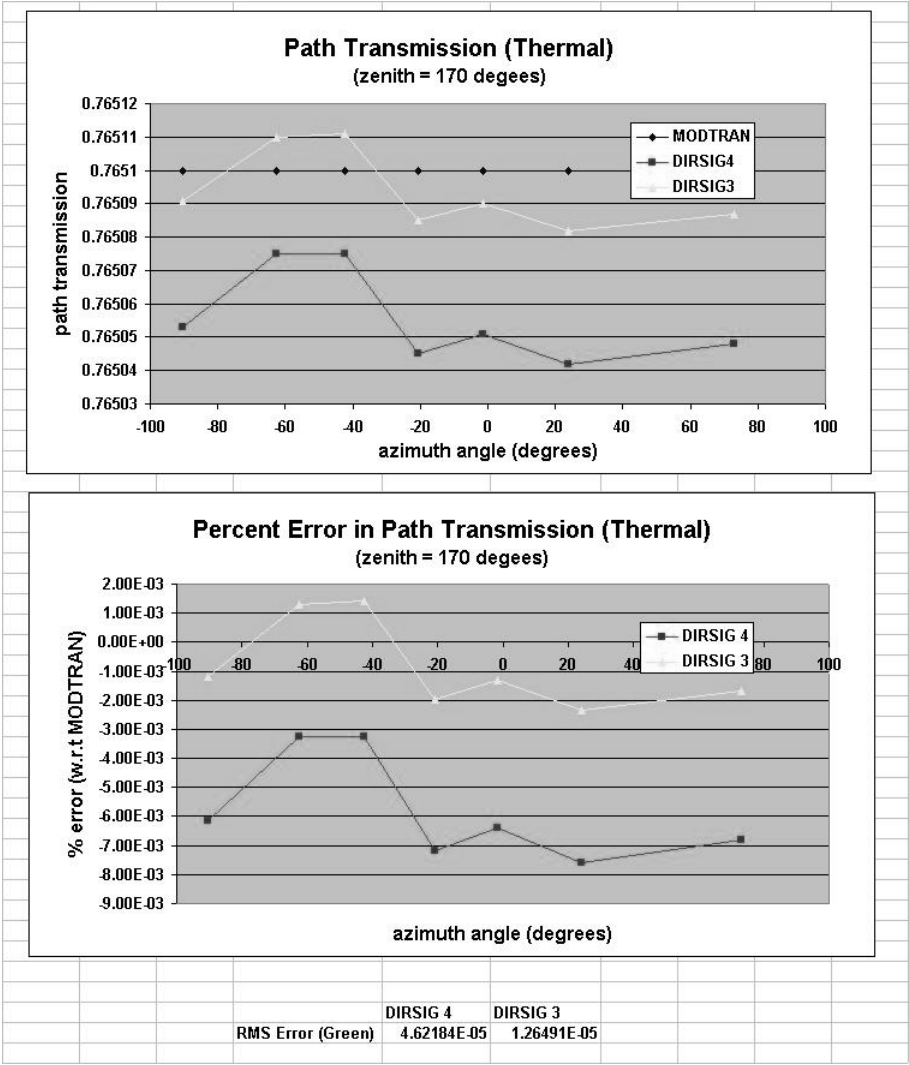 Path Transmission (Thermal)
(zenith = 170 degees)
path transmission
0.76512
0.76511
0.7651
0.76509
0.76508
0.76507
0.76506
0.76505
0.76504
0.76503
MODTRAN
DIRSIG4
DIRSIG3
-100 -80 -60 -40 -20 0 20 40 60 80 100
azimuth angle (degrees)
Percent Error in Path Transmission (Thermal)
(zenith = 170 degees)
% error (w.r.t MODTRAN)
2.00E-03
1.00E-03
0.00E+00
-1.00E-03
-2.00E-03
-3.00E-03
-4.00E-03
-5.00E-03
-6.00E-03
-7.00E-03
-8.00E-03
-9.00E-03
DIRSIG 4
DIRSIG 3
-100 -80 -60 -40 -20 0 20 40 80 100
azimuth angle (degrees)
DIRSIG 4 DIRSIG 3
RMS Error (Green) 4.62184E-05 1.26491E-05